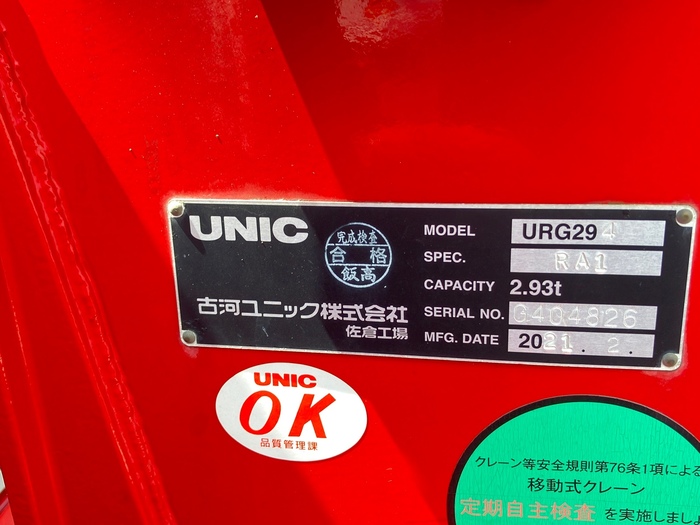 UNIC
完成検査
合格
飯高
古河ユニック株式会社
佐倉工場
MODEL URG294
SPEC. RA1
CAPACITY 2.93t
SERIAL NO. G404826
MFG. DATE 2021. 2.
UNIC
OK
品質管理課
クレーン等安全規則第76条1項によ
移動式クレーン
定期自主検査 を実施しまし